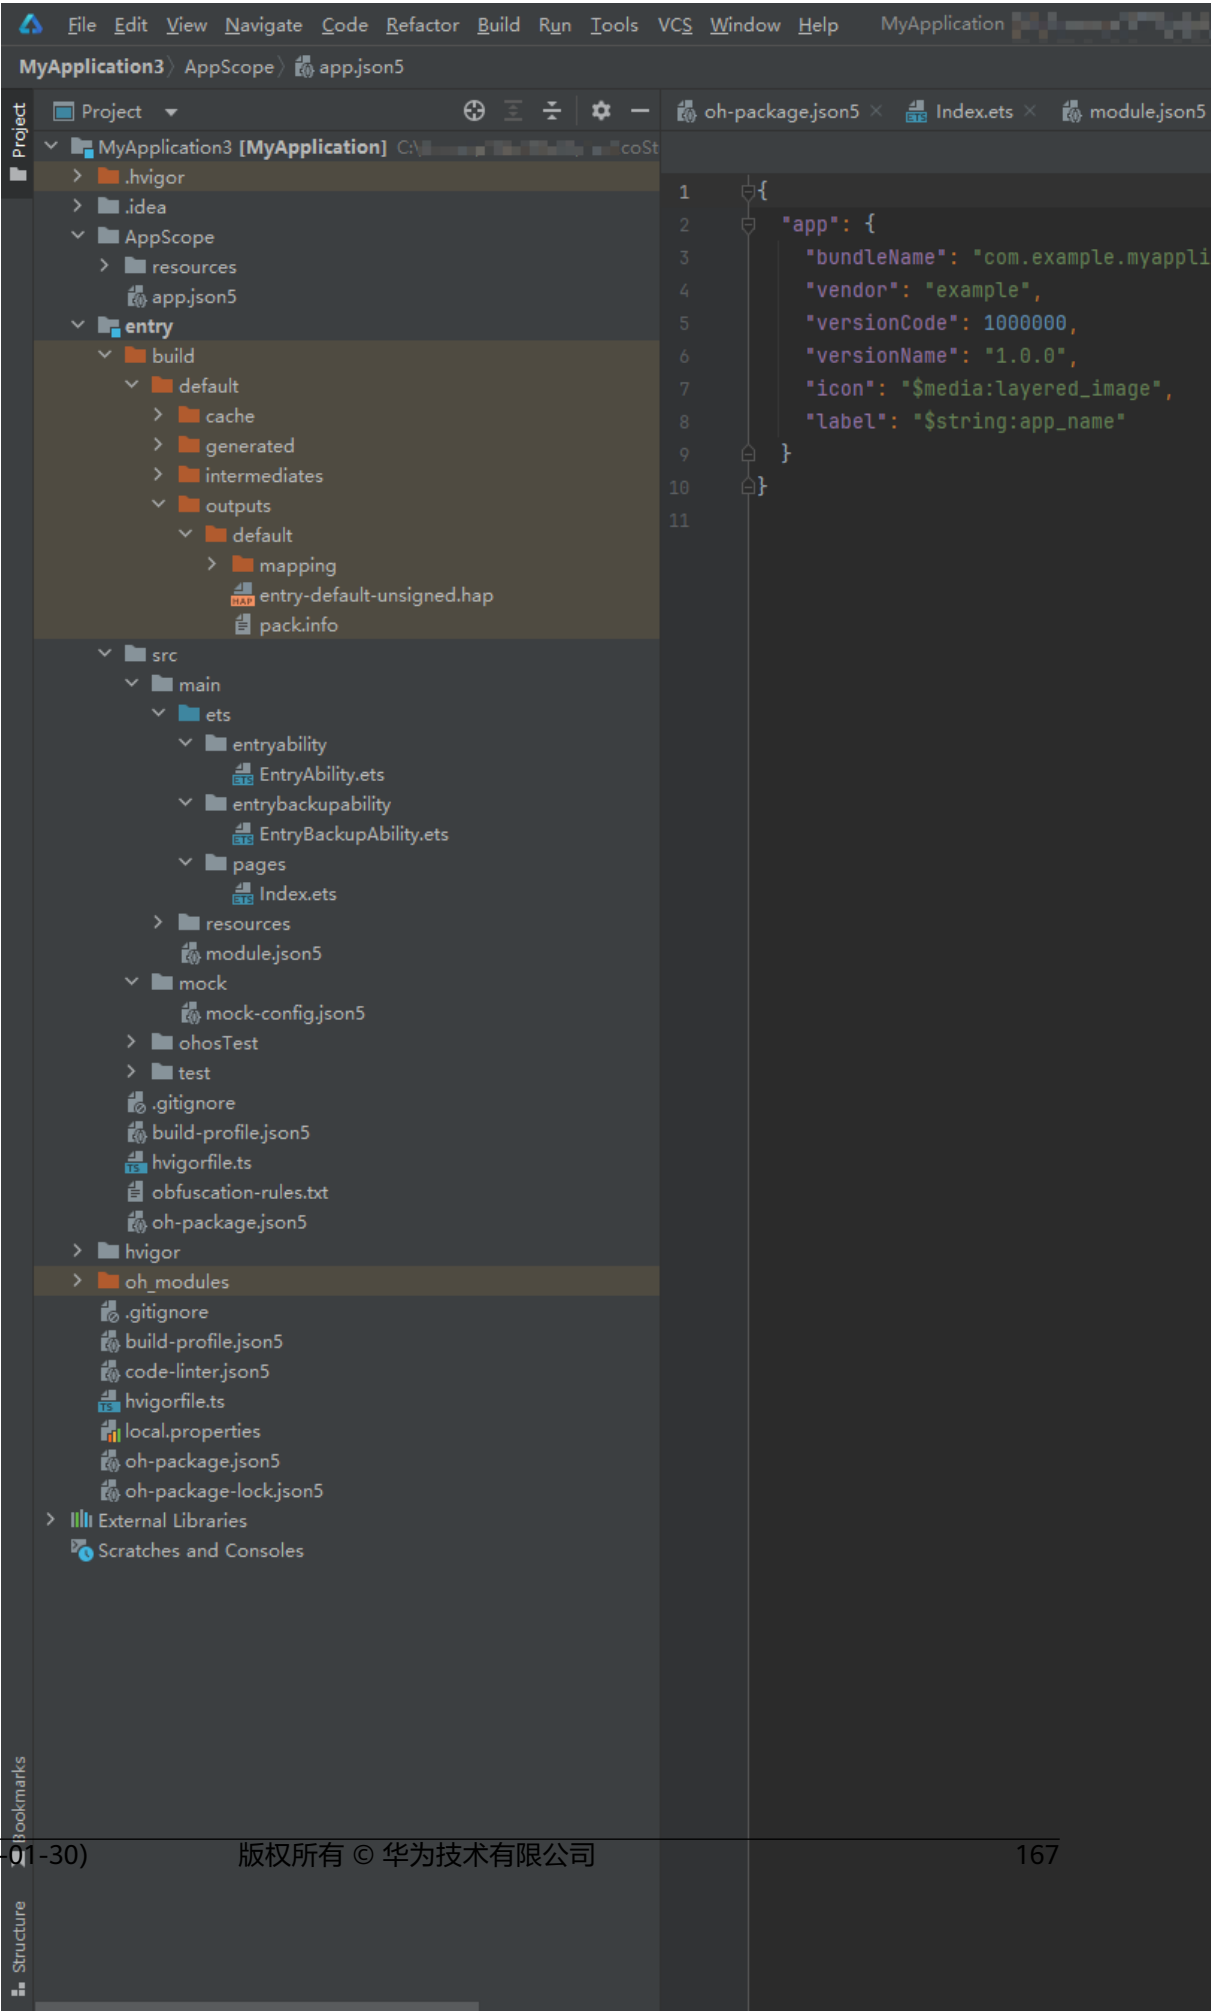 File Edit View Navigate Code Refactor Build Run Tools VCS Window Help MyApplication
MyApplication3 AppScope app.json5
Project
Project
oh-package.json5 Index.ets module.json5
MyApplication3 [MyApplication] C:\ coSt
.hvigor
.idea
AppScope
resources
app.json5
entry
build
default
cache
generated
intermediates
outputs
default
mapping
entry-default-unsigned.hap
pack.info
src
main
ets
entryability
EntryAbility.ets
entrybackupability
EntryBackupAbility.ets
pages
Index.ets
resources
module.json5
mock
mock-config.json5
ohosTest
test
.gitignore
build-profile.json5
hvigorfile.ts
obfuscation-rules.txt
oh-package.json5
hvigor
oh_modules
.gitignore
build-profile.json5
code-linter.json5
hvigorfile.ts
local.properties
oh-package.json5
oh-package-lock.json5
External Libraries
Scratches and Consoles
1 {
2 "app": {
3 "bundleName": "com.example.myappli
4 "vendor": "example",
5 "versionCode": 1000000,
6 "versionName": "1.0.0",
7 "icon": "$media:layered_image",
8 "label": "$string:app_name"
9 }
10 }
11
Bookmarks
-01-30) 版权所有 © 华为技术有限公司 167
Structure